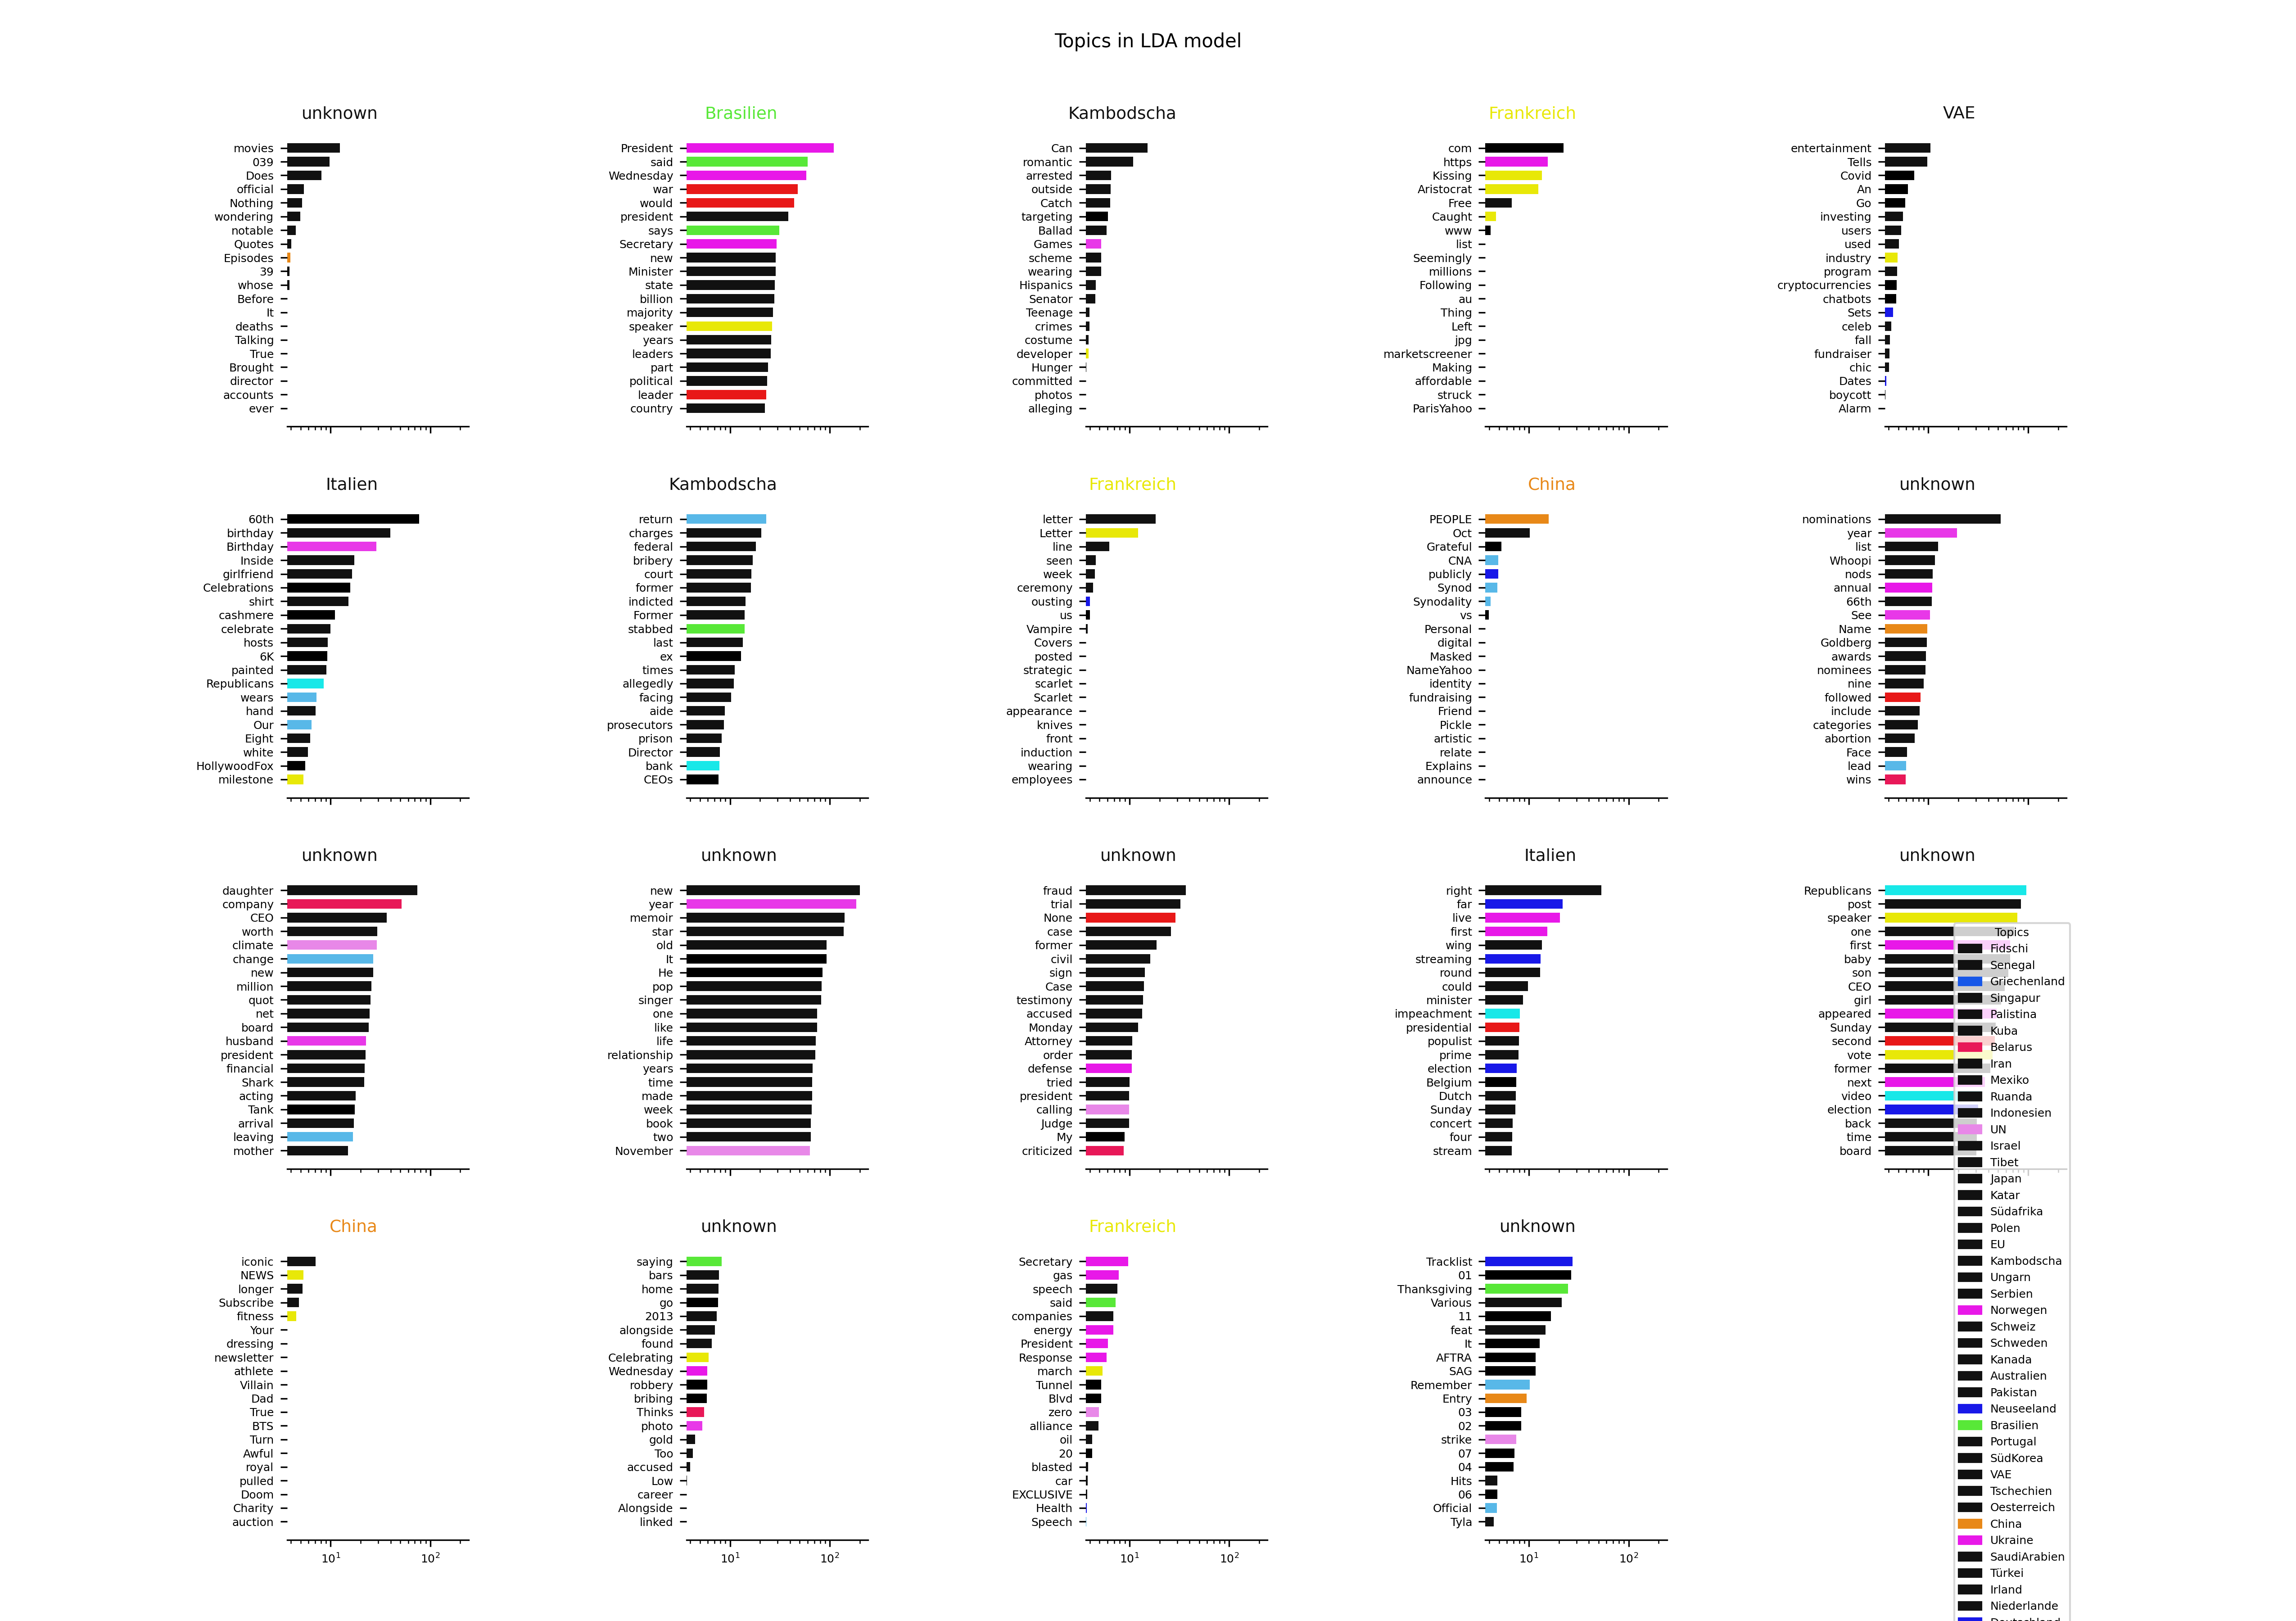 Topics in LDA model
unknown
movies
039
Does
official
Nothing
wondering
notable
Quotes
Episodes
39
whose
Before
It
deaths
Talking
True
Brought
director
accounts
ever
Brasilien
President
said
Wednesday
war
would
president
says
Secretary
new
Minister
state
billion
majority
speaker
years
leaders
part
political
leader
country
Kambodscha
Can
romantic
arrested
outside
Catch
targeting
Ballad
Games
scheme
wearing
Hispanics
Senator
Teenage
crimes
costume
developer
Hunger
committed
photos
alleging
Frankreich
com
https
Kissing
Aristocrat
Free
Caught
www
list
Seemingly
millions
Following
au
Thing
Left
jpg
marketscreener
Making
affordable
struck
ParisYahoo
VAE
entertainment
Tells
Covid
An
Go
investing
users
used
industry
program
cryptocurrencies
chatbots
Sets
celeb
fall
fundraiser
chic
Dates
boycott
Alarm
Italien
60th
birthday
Birthday
Inside
girlfriend
Celebrations
shirt
cashmere
celebrate
hosts
6K
painted
Republicans
wears
hand
Our
Eight
white
HollywoodFox
milestone
Kambodscha
return
charges
federal
bribery
court
former
indicted
Former
stabbed
last
ex
times
allegedly
facing
aide
prosecutors
prison
Director
bank
CEOs
Frankreich
letter
Letter
line
seen
week
ceremony
ousting
us
Vampire
Covers
posted
strategic
scarlet
Scarlet
appearance
knives
front
induction
wearing
employees
China
PEOPLE
Oct
Grateful
CNA
publicly
Synod
Synodality
vs
Personal
digital
Masked
NameYahoo
identity
fundraising
Friend
Pickle
artistic
relate
Explains
announce
unknown
nominations
year
list
Whoopi
nods
annual
66th
See
Name
Goldberg
awards
nominees
nine
followed
include
categories
abortion
Face
lead
wins
unknown
daughter
company
CEO
worth
climate
change
new
million
quot
net
board
husband
president
financial
Shark
acting
Tank
arrival
leaving
mother
unknown
new
year
memoir
star
old
It
He
pop
singer
one
like
life
relationship
years
time
made
week
book
two
November
unknown
fraud
trial
None
case
former
civil
sign
Case
testimony
accused
Monday
Attorney
order
defense
tried
president
calling
Judge
My
criticized
Italien
right
far
live
first
wing
streaming
round
could
minister
impeachment
presidential
populist
prime
election
Belgium
Dutch
Sunday
concert
four
stream
unknown
Republicans
post
speaker
one
first
baby
son
CEO
girl
appeared
Sunday
second
vote
former
next
video
election
back
time
board
China
iconic
NEWS
longer
Subscribe
fitness
Your
dressing
newsletter
athlete
Villain
Dad
True
BTS
Turn
Awful
royal
pulled
Doom
Charity
auction
10¹ 10²
unknown
saying
bars
home
go
2013
alongside
found
Celebrating
Wednesday
robbery
bribing
Thinks
photo
gold
Too
accused
Low
career
Alongside
linked
10¹ 10²
Frankreich
Secretary
gas
speech
said
companies
energy
President
Response
march
Tunnel
Blvd
zero
alliance
oil
20
blasted
car
EXCLUSIVE
Health
Speech
10¹ 10²
unknown
Tracklist
01
Thanksgiving
Various
11
feat
It
AFTRA
SAG
Remember
Entry
03
02
strike
07
04
Hits
06
Official
Tyla
10¹ 10²
Topics
Fidschi
Senegal
Griechenland
Singapur
Palistina
Kuba
Belarus
Iran
Mexiko
Ruanda
Indonesien
UN
Israel
Tibet
Japan
Katar
Südafrika
Polen
EU
Kambodscha
Ungarn
Serbien
Norwegen
Schweiz
Schweden
Kanada
Australien
Pakistan
Neuseeland
Brasilien
Portugal
SüdKorea
VAE
Tschechien
Oesterreich
China
Ukraine
SaudiArabien
Türkei
Irland
Niederlande